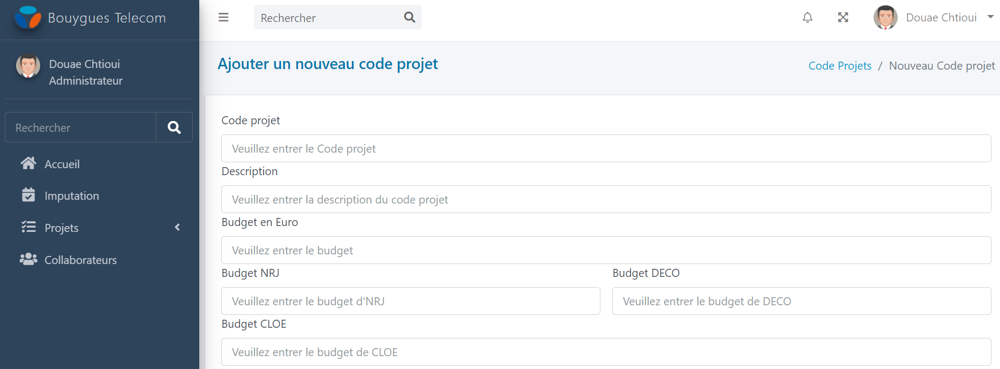 Bouygues Telecom
Rechercher
Douae Chtioui
Douae Chtioui
Administrateur
Rechercher
Accueil
Imputation
Projets
Collaborateurs
Ajouter un nouveau code projet
Code Projets / Nouveau Code projet
Code projet
Veuillez entrer le Code projet
Description
Veuillez entrer la description du code projet
Budget en Euro
Veuillez entrer le budget
Budget NRJ
Budget DECO
Veuillez entrer le budget d'NRJ
Veuillez entrer le budget de DECO
Budget CLOE
Veuillez entrer le budget de CLOE